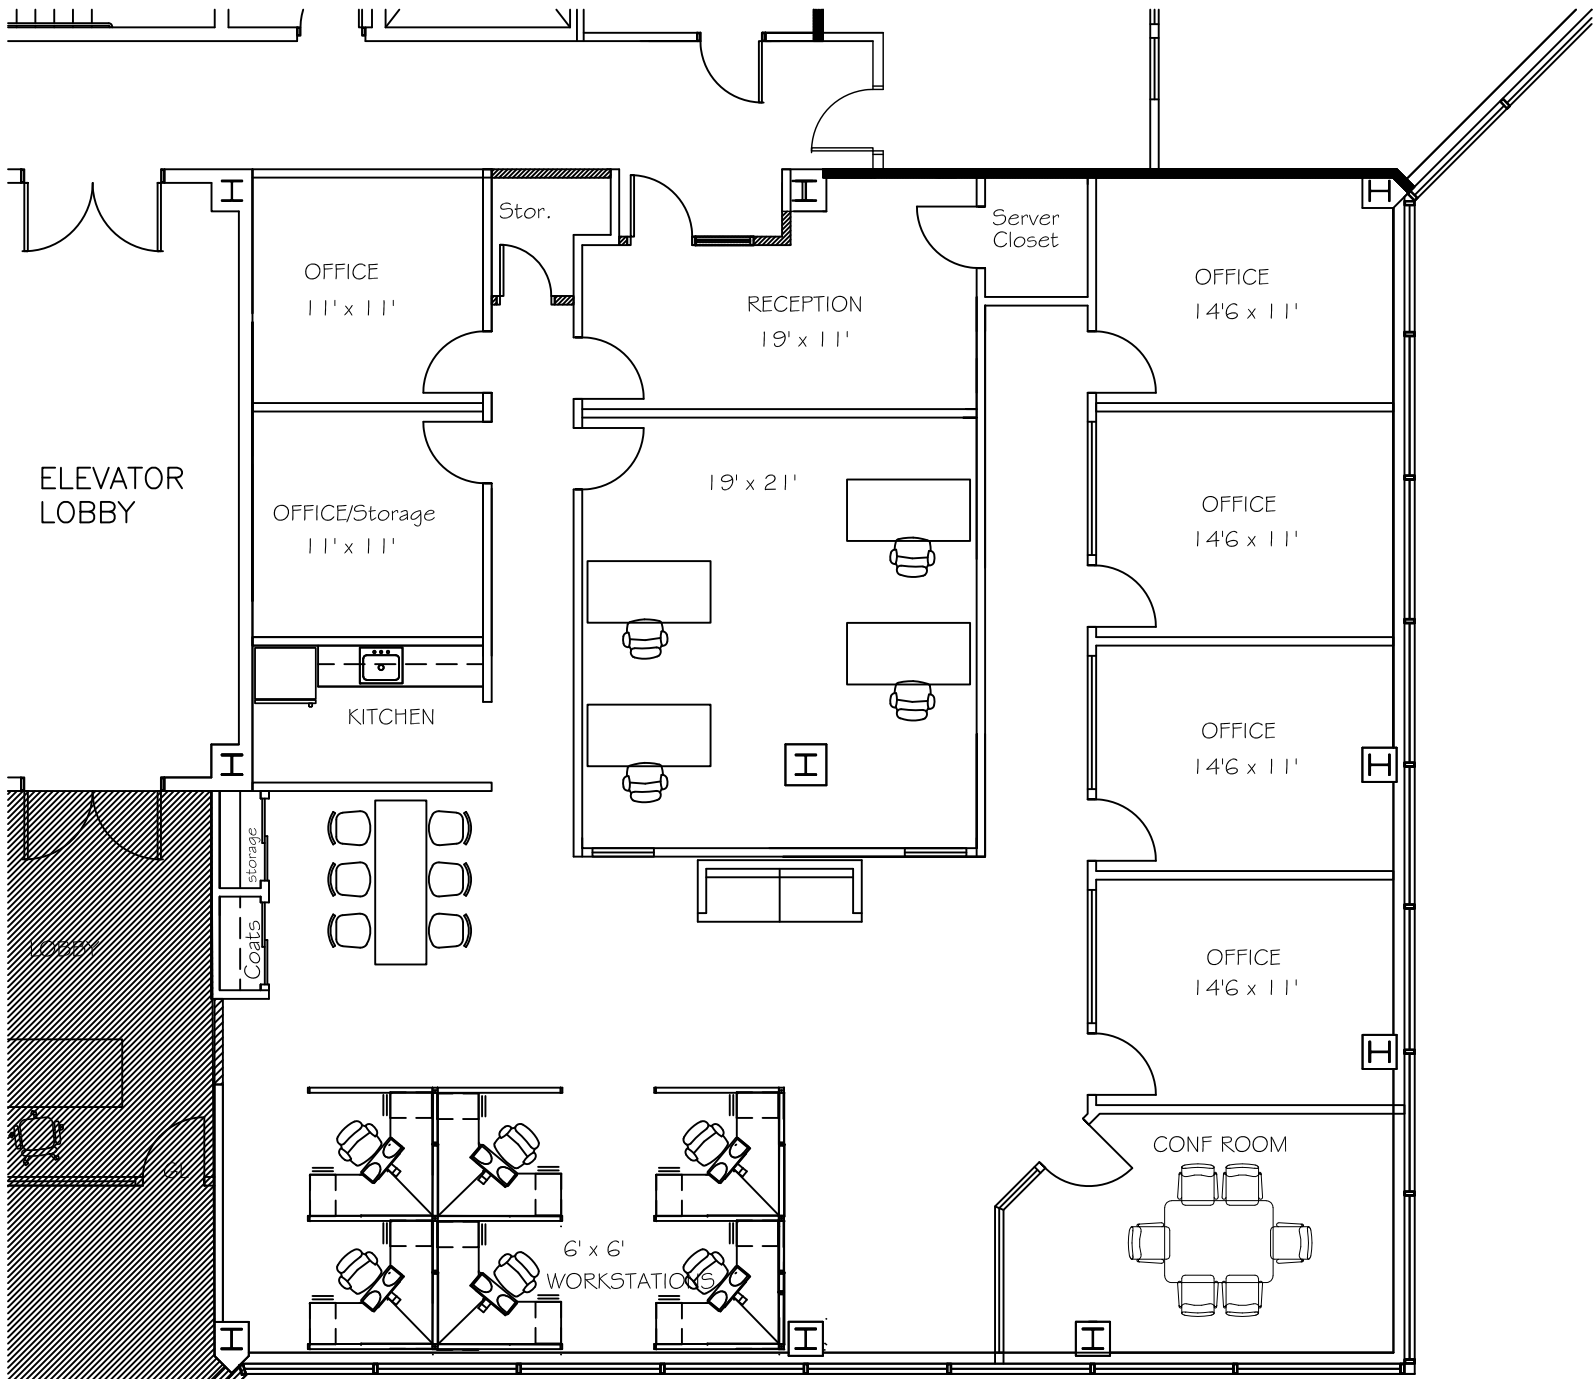 Stor.
Server
Closet
OFFICE
11' x 11'
RECEPTION
19' x 11'
OFFICE
14'6 x 11'
ELEVATOR
LOBBY
OFFICE/Storage
11' x 11'
19' x 21'
OFFICE
14'6 x 11'
KITCHEN
OFFICE
14'6 x 11'
storage
Coats
LOBBY
OFFICE
14'6 x 11'
CONF ROOM
6' x 6'
WORKSTATIONS